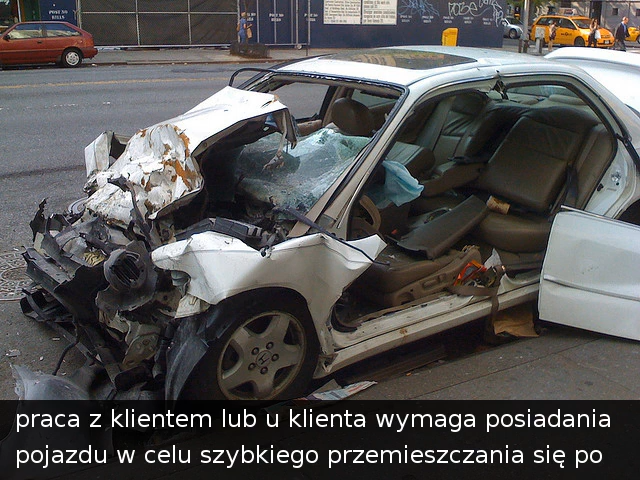 praca z klientem lub u klienta wymaga posiadania
pojazdu w celu szybkiego przemieszczania się po